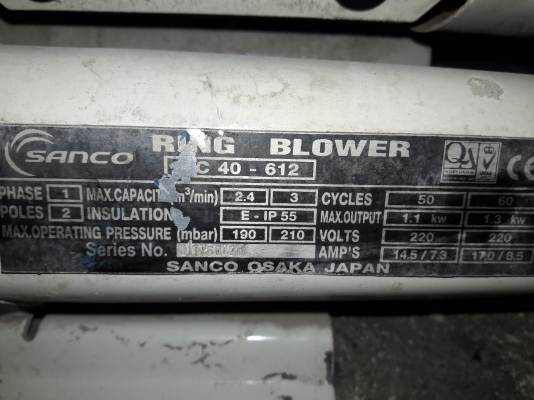 SANCO
RING BLOWER
C 40 - 612
PHASE 1 MAX.CAPACITY (m³/min) 2.4 3 CYCLES 50 60
POLES 2 INSULATION E - IP 55 MAX.OUTPUT 1.1 kw 1.3 kw
MAX.OPERATING PRESSURE (mbar) 190 210 VOLTS 220 220
Series No. AMP'S 14.5 / 7.3 17.0 / 8.5
SANCO OSAKA JAPAN
CE